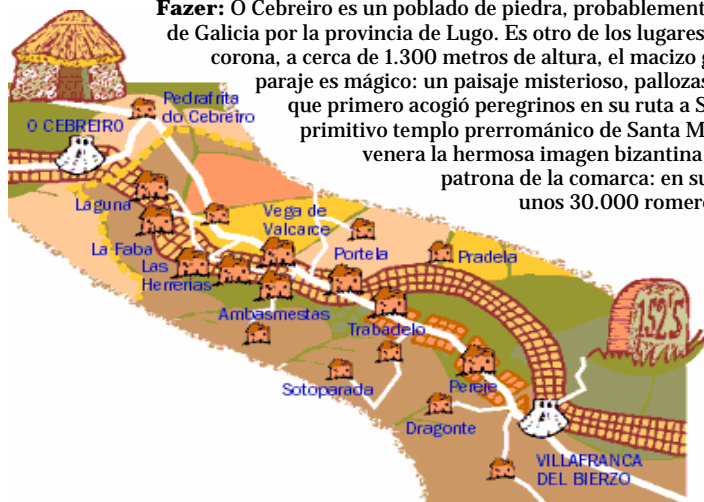 Fazer: O Cebreiro es un poblado de piedra,
de Galicia por la provincia de Lugo. Es otro de los lugares
corona, a cerca de 1.300 metros de altura, el macizo
paraje es mágico: un paisaje misterioso, pallozas
que primero acogió peregrinos en su ruta a
primitivo templo prerrománico de Santa
venera la hermosa imagen bizantina
patrona de la comarca: en su
unos 30.000
Pedrafrita
do Cebreiro
O CEBREIRO
Laguna
Vega de
Valcarce
La Faba
Portela
Pradela
Las
Herrerias
Ambasmestas
152'5
Trabadelo
Sotoparada
Pereje
Dragonte
VILLAFRANCA
DEL BIERZO